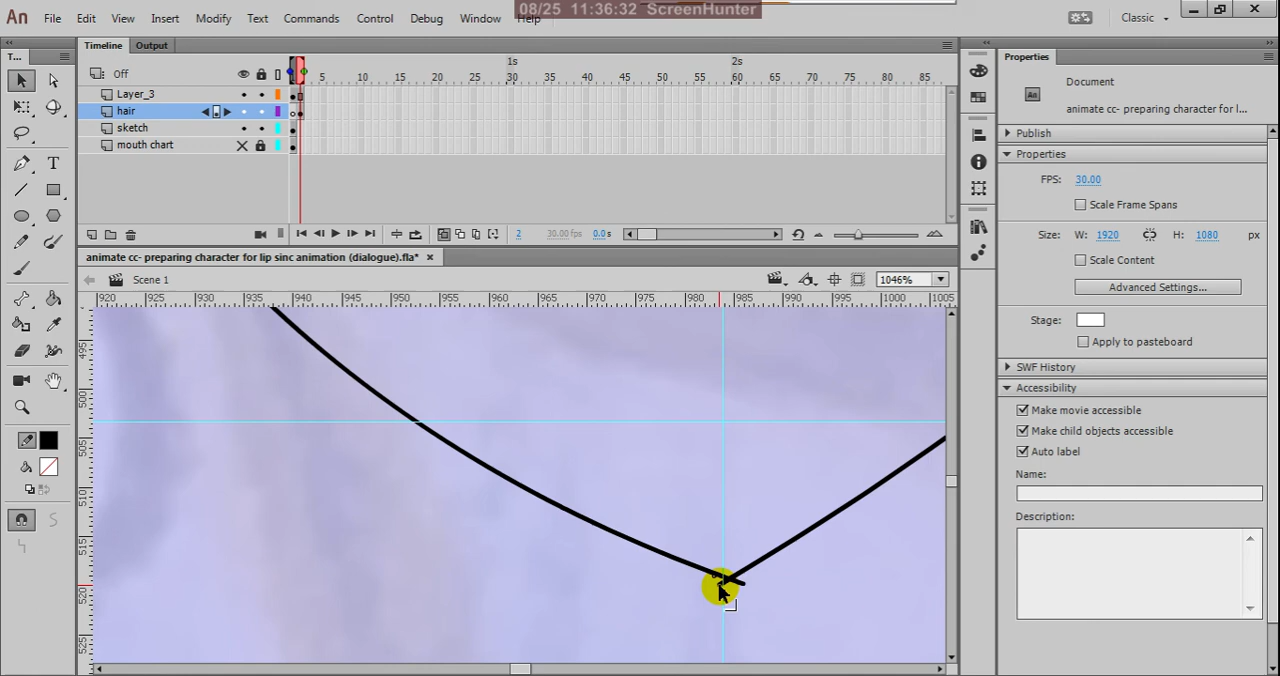 08/25 11:36:32 ScreenHunter
An File Edit View Insert Modify Text Commands Control Debug Window Help Classic
T... Timeline Output Properties
Off 1s 2s
5 10 15 20 25 30 35 40 45 50 55 60 65 70 75 80 85
Layer_3
hair
sketch
mouth chart
2 30.00 fps 0.0s
animate cc- preparing character for lip sinc animation (dialogue).fla*
Scene 1 1046%
920 925 930 935 940 945 950 955 960 965 970 975 980 985 990 995 1000 1005
495
500
505
510
515
520
525
T
Document
An animate cc- preparing character for l...
Publish
Properties
FPS: 30.00
Scale Frame Spans
Size: W: 1920 H: 1080 px
Scale Content
Advanced Settings...
Stage:
Apply to pasteboard
SWF History
Accessibility
Make movie accessible
Make child objects accessible
Auto label
Name:
Description: